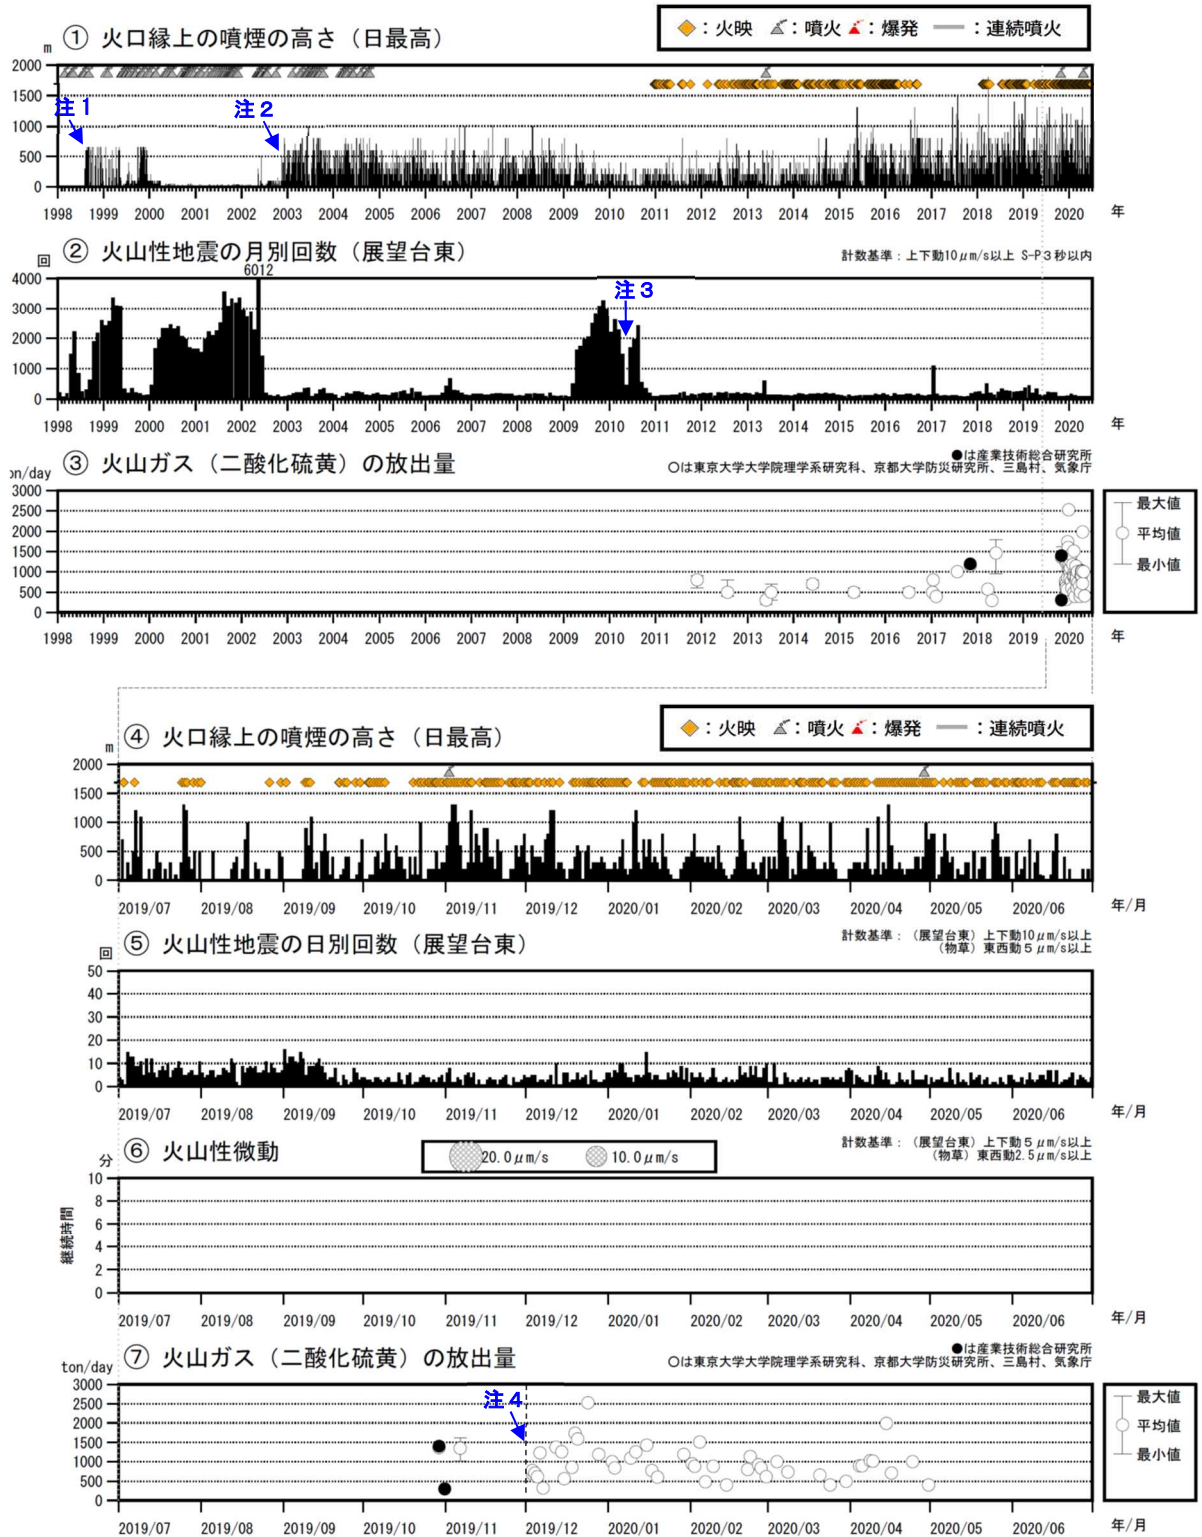 ① 火口縁上の噴煙の高さ（日最高）
：火映 ：噴火 ：爆発 ：連続噴火
m
2000
1500
1000
500
0
注１
注２
1998 1999 2000 2001 2002 2003 2004 2005 2006 2007 2008 2009 2010 2011 2012 2013 2014 2015 2016 2017 2018 2019 2020 年
② 火山性地震の月別回数（展望台東）
計数基準：上下動10μm/s以上 S-P３秒以内
回
6012
4000
3000
2000
1000
0
注３
1998 1999 2000 2001 2002 2003 2004 2005 2006 2007 2008 2009 2010 2011 2012 2013 2014 2015 2016 2017 2018 2019 2020 年
③ 火山ガス（二酸化硫黄）の放出量
●は産業技術総合研究所
○は東京大学大学院理学系研究科、京都大学防災研究所、三島村、気象庁
on/day
3000
2500
2000
1500
1000
500
0
最大値
平均値
最小値
1998 1999 2000 2001 2002 2003 2004 2005 2006 2007 2008 2009 2010 2011 2012 2013 2014 2015 2016 2017 2018 2019 2020 年
④ 火口縁上の噴煙の高さ（日最高）
：火映 ：噴火 ：爆発 ：連続噴火
m
2000
1500
1000
500
0
2019/07 2019/08 2019/09 2019/10 2019/11 2019/12 2020/01 2020/02 2020/03 2020/04 2020/05 2020/06 年/月
⑤ 火山性地震の日別回数（展望台東）
計数基準：（展望台東）上下動10μm/s以上
（物草）東西動５μm/s以上
回
50
40
30
20
10
0
2019/07 2019/08 2019/09 2019/10 2019/11 2019/12 2020/01 2020/02 2020/03 2020/04 2020/05 2020/06 年/月
⑥ 火山性微動
20.0μm/s 10.0μm/s
計数基準：（展望台東）上下動５μm/s以上
（物草）東西動2.5μm/s以上
分
継続時間
10
8
6
4
2
0
2019/07 2019/08 2019/09 2019/10 2019/11 2019/12 2020/01 2020/02 2020/03 2020/04 2020/05 2020/06 年/月
⑦ 火山ガス（二酸化硫黄）の放出量
●は産業技術総合研究所
○は東京大学大学院理学系研究科、京都大学防災研究所、三島村、気象庁
ton/day
3000
2500
2000
1500
1000
500
0
注４
最大値
平均値
最小値
2019/07 2019/08 2019/09 2019/10 2019/11 2019/12 2020/01 2020/02 2020/03 2020/04 2020/05 2020/06 年/月